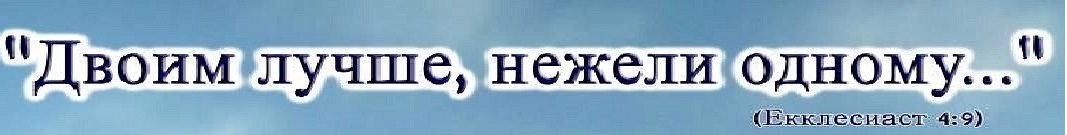 "Двоим лучше, нежели одному..."
(Екклесиаст 4:9)